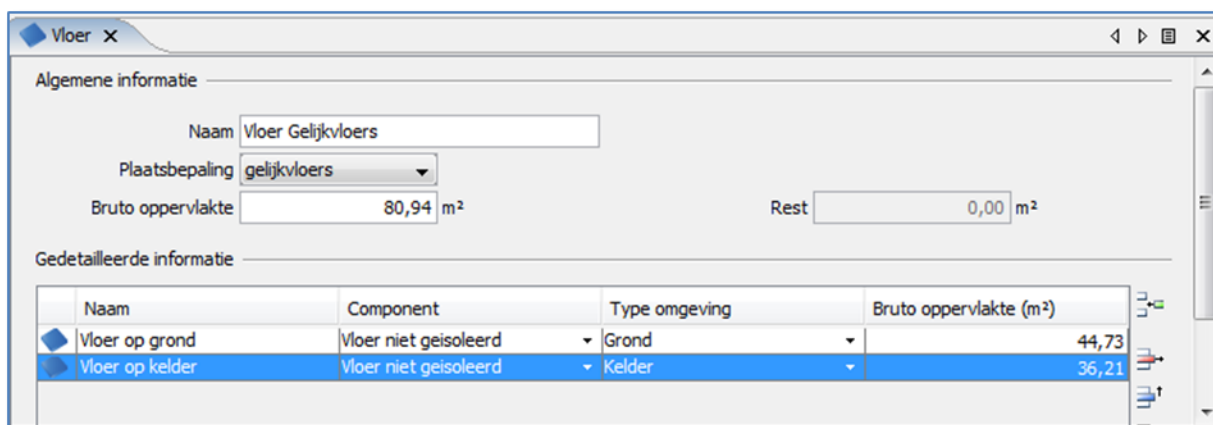 Vloer
Algemene informatie
Naam Vloer Gelijkvloers
Plaatsbepaling gelijkvloers
Bruto oppervlakte 80,94 m² Rest 0,00 m²
Gedetailleerde informatie
Naam Component Type omgeving Bruto oppervlakte (m²)
Vloer op grond Vloer niet geisoleerd Grond 44,73
Vloer op kelder Vloer niet geisoleerd Kelder 36,21